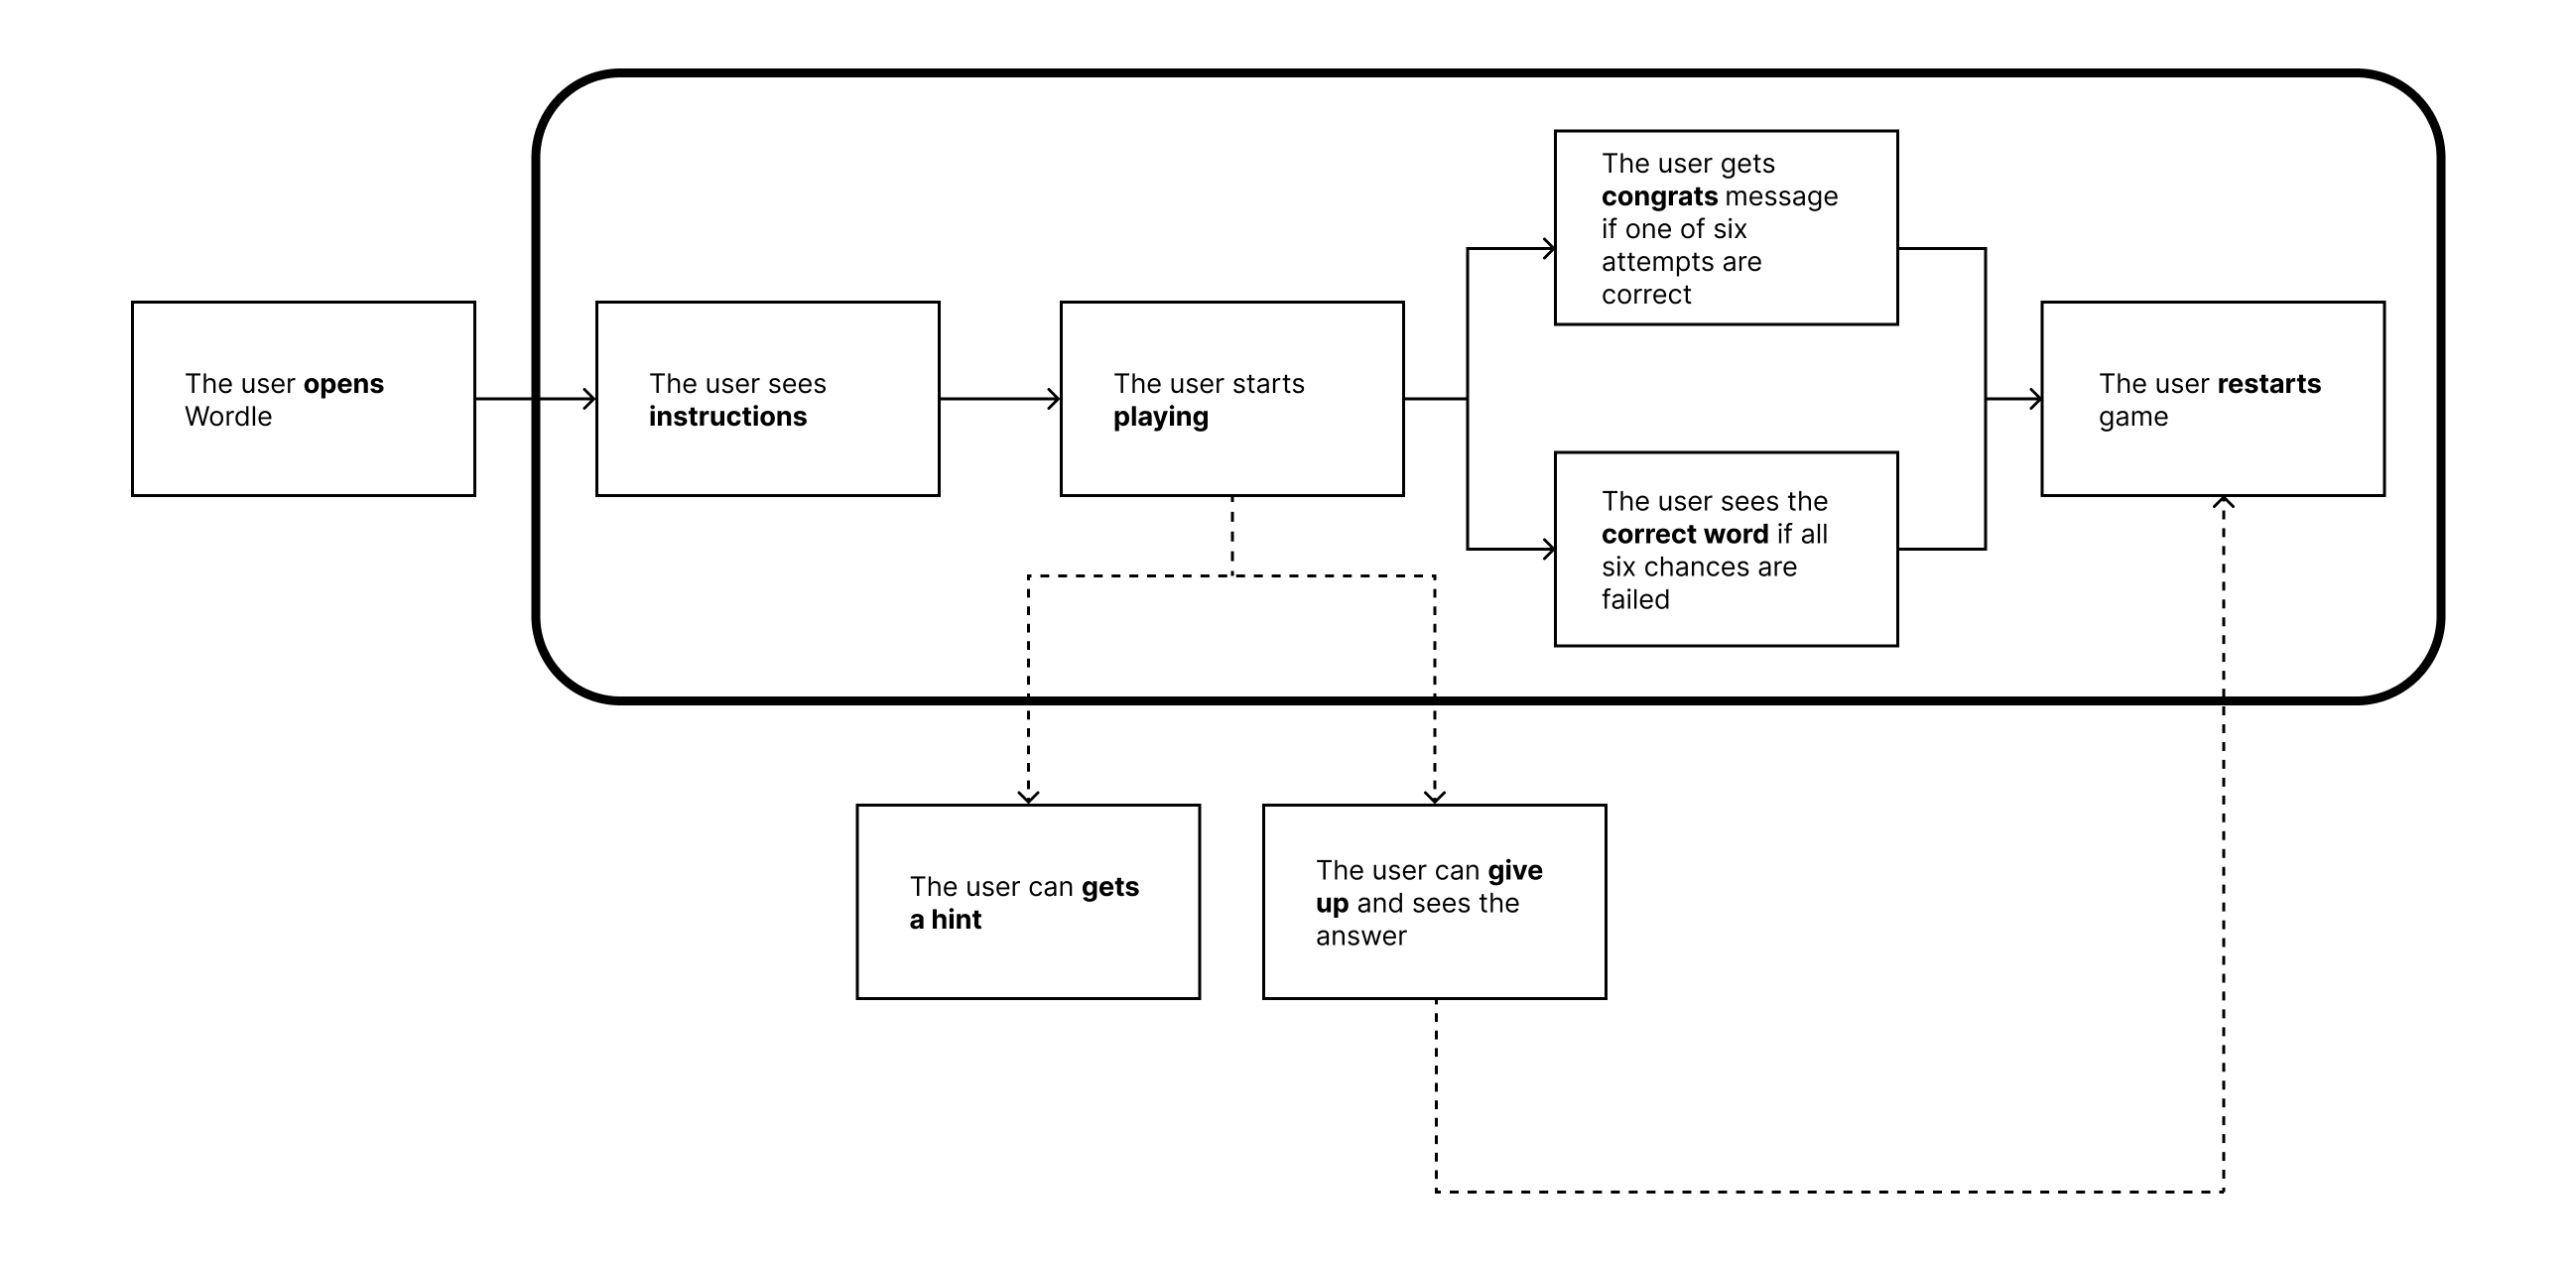 The user opens
Wordle
The user sees
instructions
The user starts
playing
The user gets
congrats message
if one of six
attempts are
correct
The user sees the
correct word if all
six chances are
failed
The user restarts
game
The user can gets
a hint
The user can give
up and sees the
answer